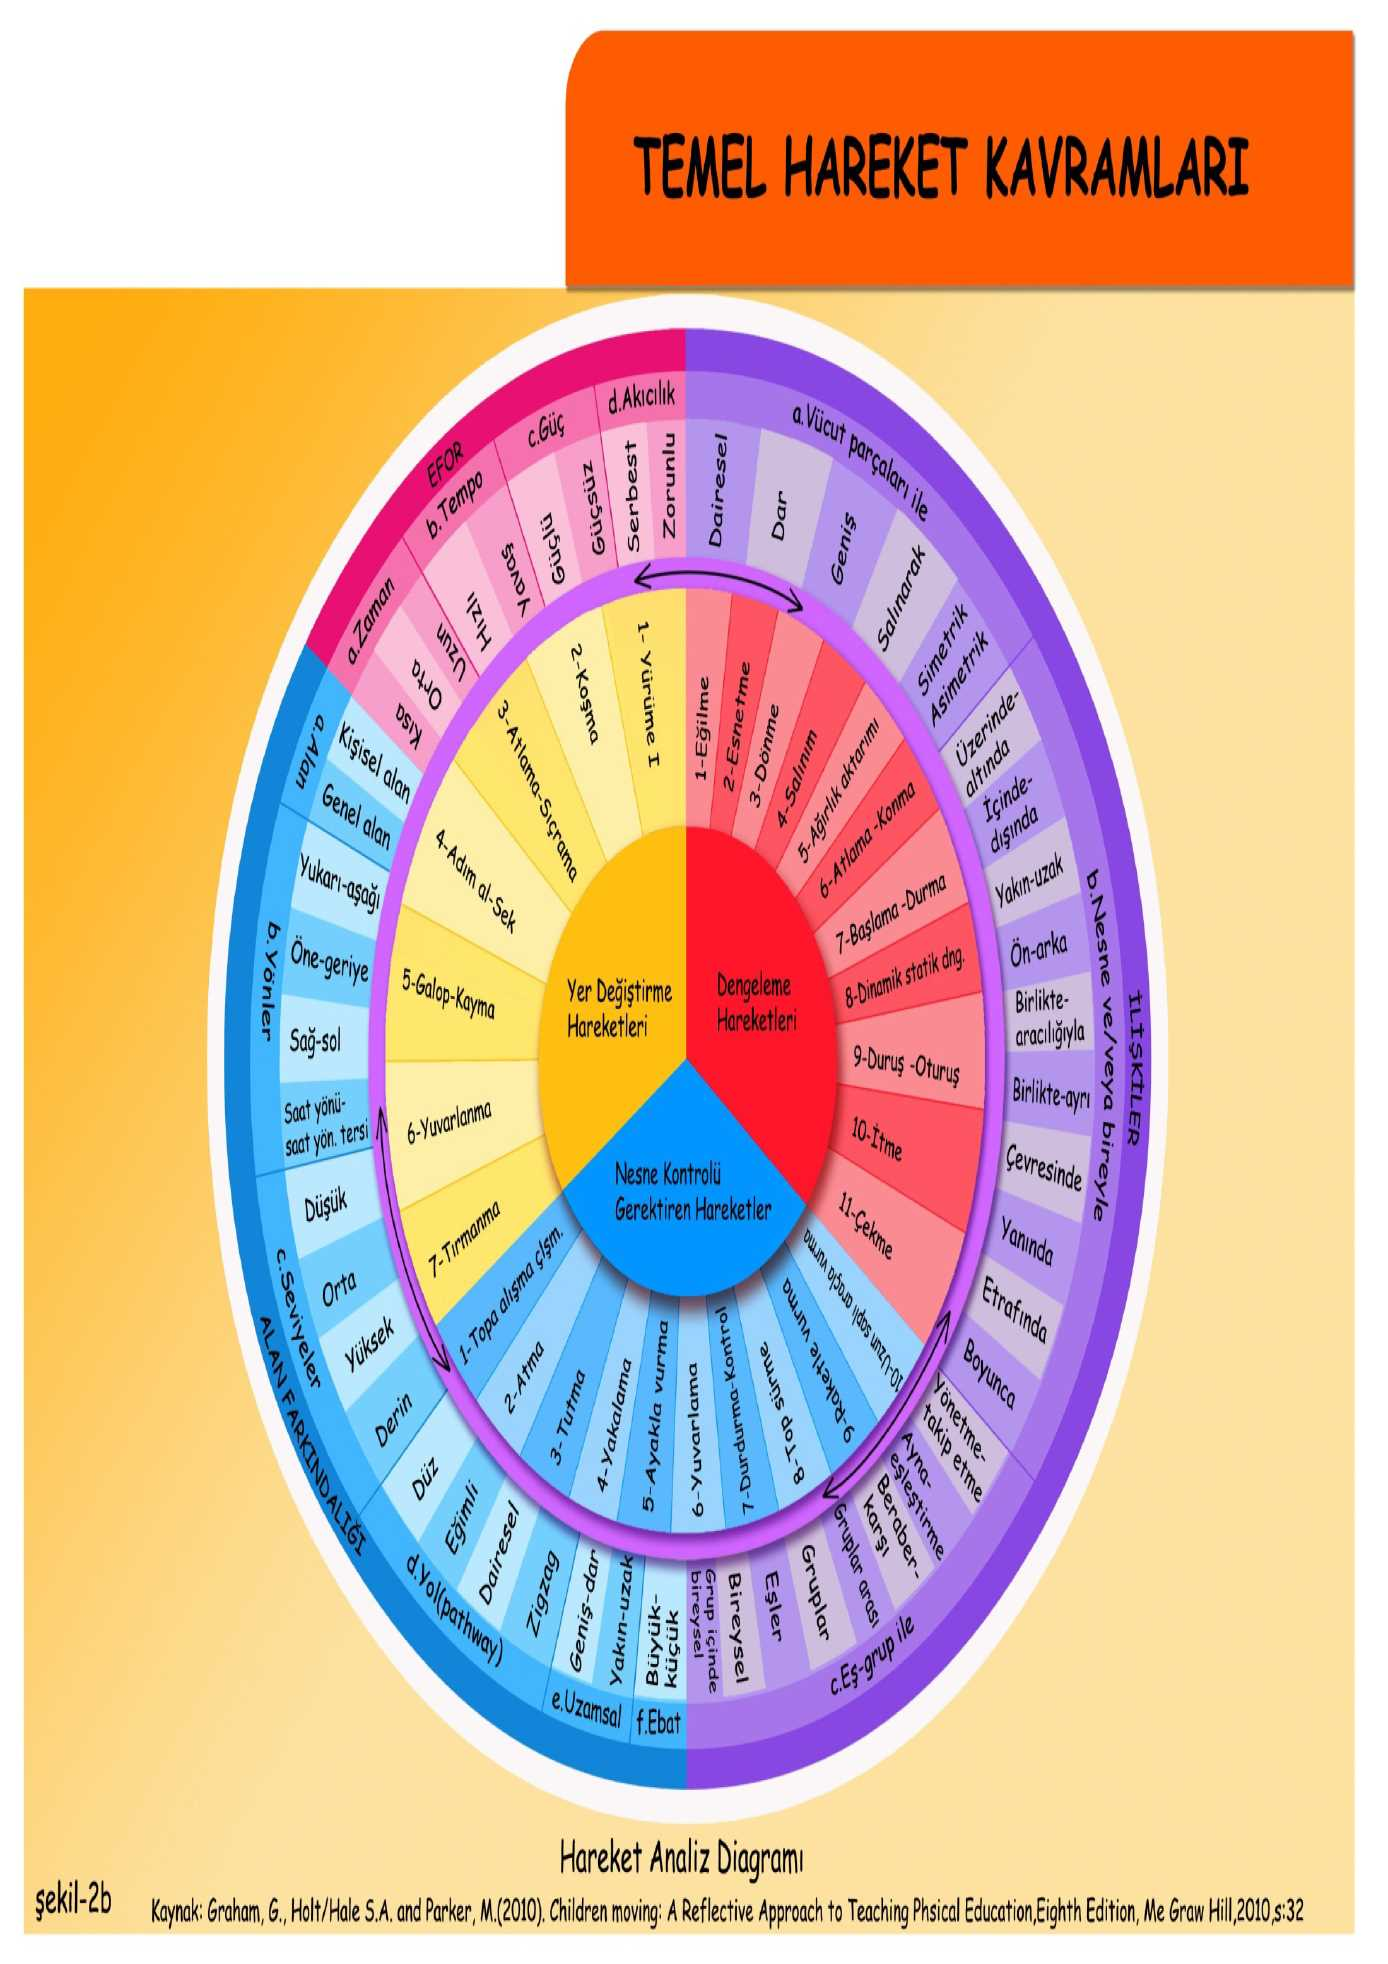 TEMEL HAREKET KAVRAMLARI
EFOR
a.Zaman
Kısa
Orta
Uzun
b.Tempo
Hızlı
Yavaş
c.Güç
Güçlü
Güçsüz
d.Akıcılık
Serbest
Zorunlu
İLİŞKİLER
a.Vücut parçaları ile
Dairesel
Dar
Geniş
Salınarak
Simetrik
Asimetrik
b.Nesne ve/veya bireyle
Üzerinde-
altında
İçinde-
dışında
Yakın-uzak
Ön-arka
Birlikte-
aracılığıyla
Birlikte-ayrı
Çevresinde
Yanında
Etrafında
Boyunca
c.Eş-grup ile
Yönetme-
takip etme
Ayna-
eşleştirme
Beraber-
karşı
Gruplar arası
Gruplar
Eşler
Bireysel
Grup içinde
bireysel
ALAN FARKINDALIĞI
a.Alan
Kişisel alan
Genel alan
b.Yönler
Yukarı-aşağı
Öne-geriye
Sağ-sol
Saat yönü-
saat yön. tersi
c.Seviyeler
Düşük
Orta
Yüksek
Derin
d.Yol(pathway)
Düz
Eğimli
Dairesel
Zigzag
e.Uzamsal
Geniş-dar
Yakın-uzak
f.Ebat
Büyük-
küçük
Yer Değiştirme
Hareketleri
1- Yürüme I
2-Koşma
3-Atlama-Sıçrama
4-Adım al-Sek
5-Galop-Kayma
6-Yuvarlanma
7-Tırmanma
Dengeleme
Hareketleri
1-Eğilme
2-Esnetme
3-Dönme
4-Salınım
5-Ağırlık aktarımı
6-Atlama -Konma
7-Başlama -Durma
8-Dinamik statik dng.
9-Duruş -Oturuş
10-İtme
11-Çekme
Nesne Kontrolü
Gerektiren Hareketler
1-Topa alışma çlşm.
2-Atma
3- Tutma
4-Yakalama
5-Ayakla vurma
6-Yuvarlama
7-Durdurma-Kontrol
8-Top sürme
9-Raketle vurma
10-Uzun saplı araçla vurma
Hareket Analiz Diagramı
şekil-2b
Kaynak: Graham, G., Holt/Hale S.A. and Parker, M.(2010). Children moving: A Reflective Approach to Teaching Phsical Education,Eighth Edition, Me Graw Hill,2010,s:32